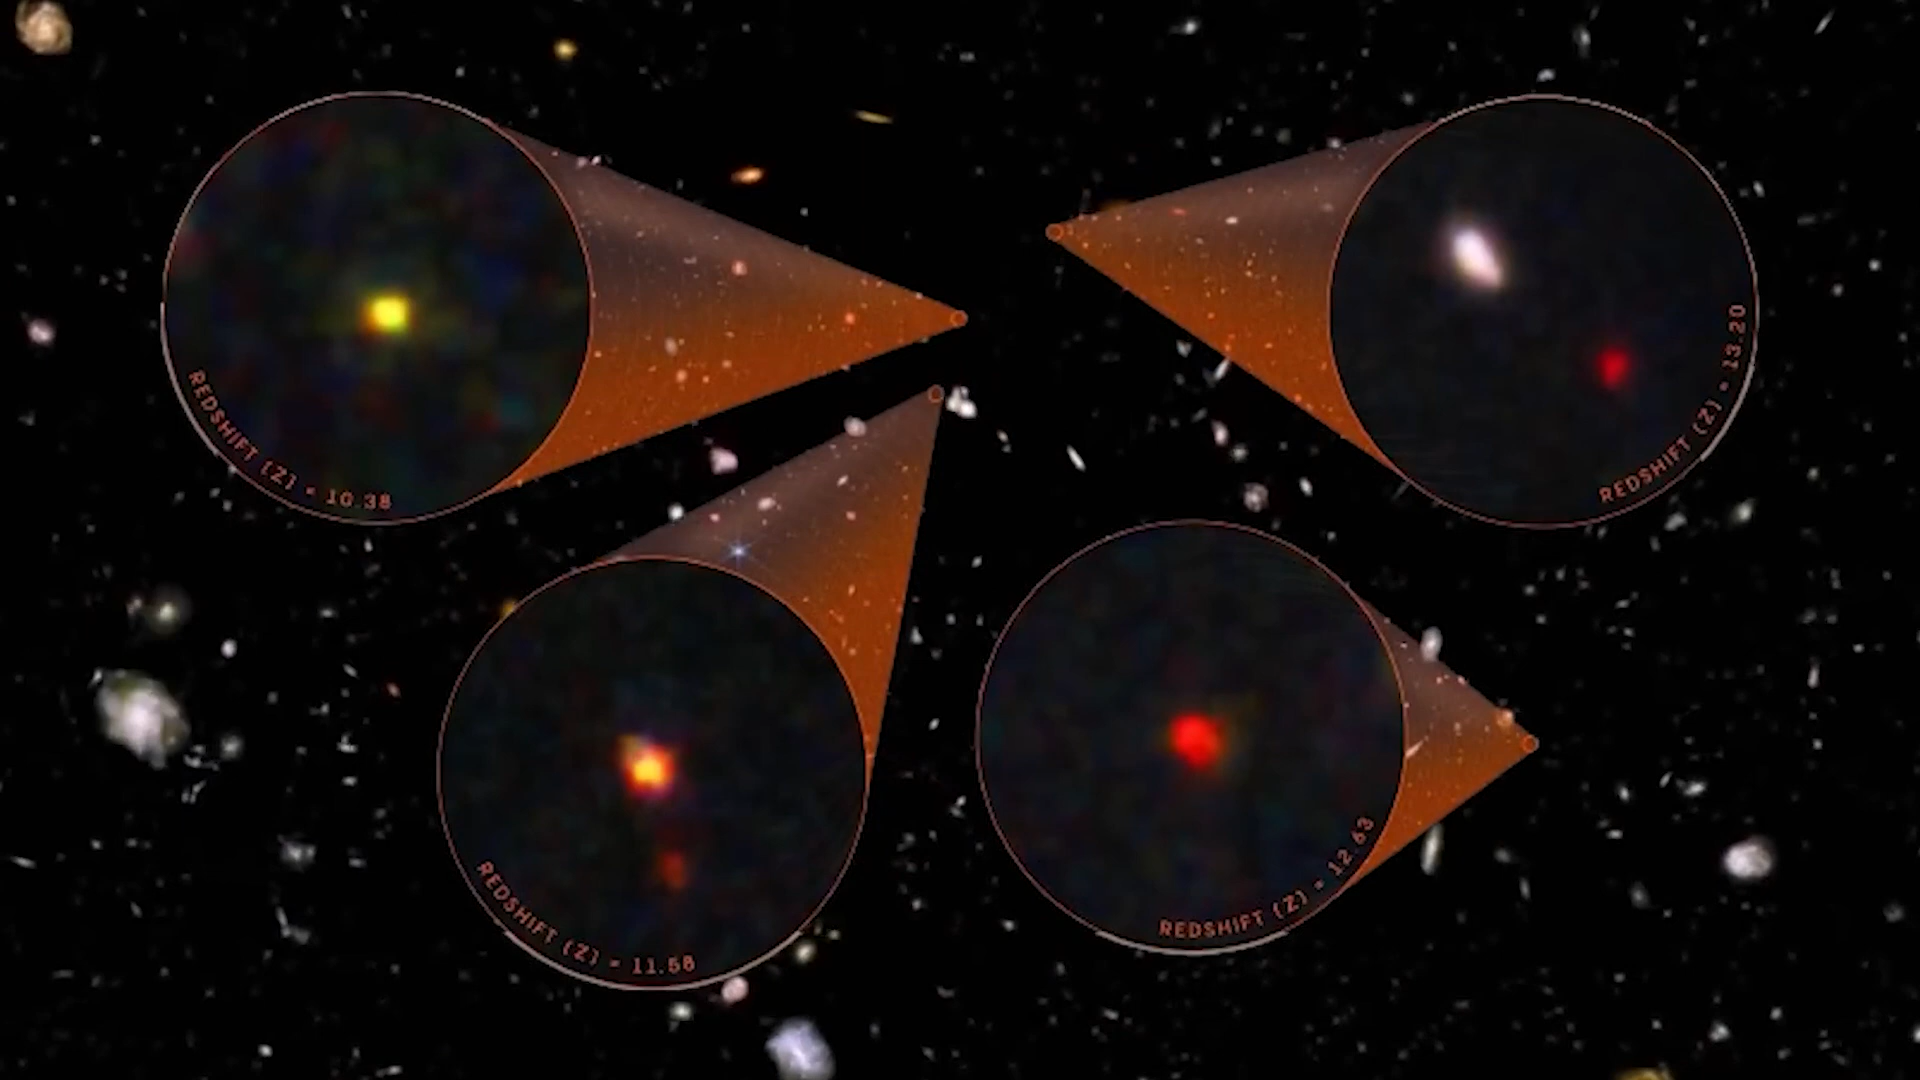 REDSHIFT (Z) = 10.38
REDSHIFT (Z) = 13.20
REDSHIFT (Z) = 11.58
REDSHIFT (Z) = 12.63